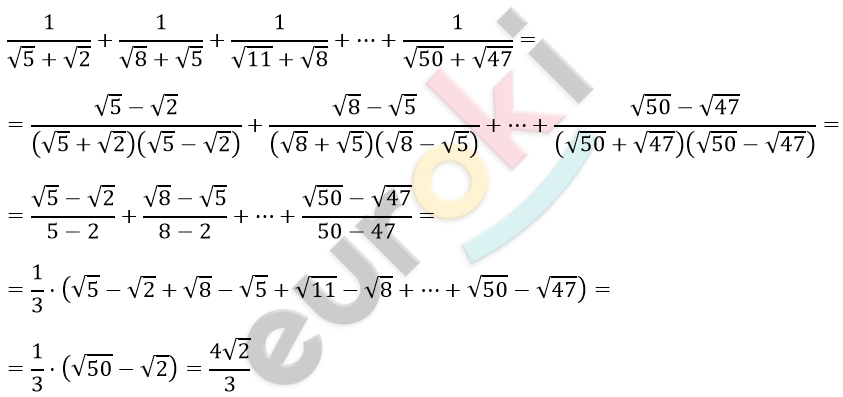 1/(√5 + √2) + 1/(√8 + √5) + 1/(√11 + √8) + ⋯ + 1/(√50 + √47) =
= (√5 − √2)/((√5 + √2)(√5 − √2)) + (√8 − √5)/((√8 + √5)(√8 − √5)) + ⋯ + (√50 − √47)/((√50 + √47)(√50 − √47)) =
= (√5 − √2)/(5 − 2) + (√8 − √5)/(8 − 2) + ⋯ + (√50 − √47)/(50 − 47) =
= 1/3 · (√5 − √2 + √8 − √5 + √11 − √8 + ⋯ + √50 − √47) =
= 1/3 · (√50 − √2) = 4√2/3
euroki